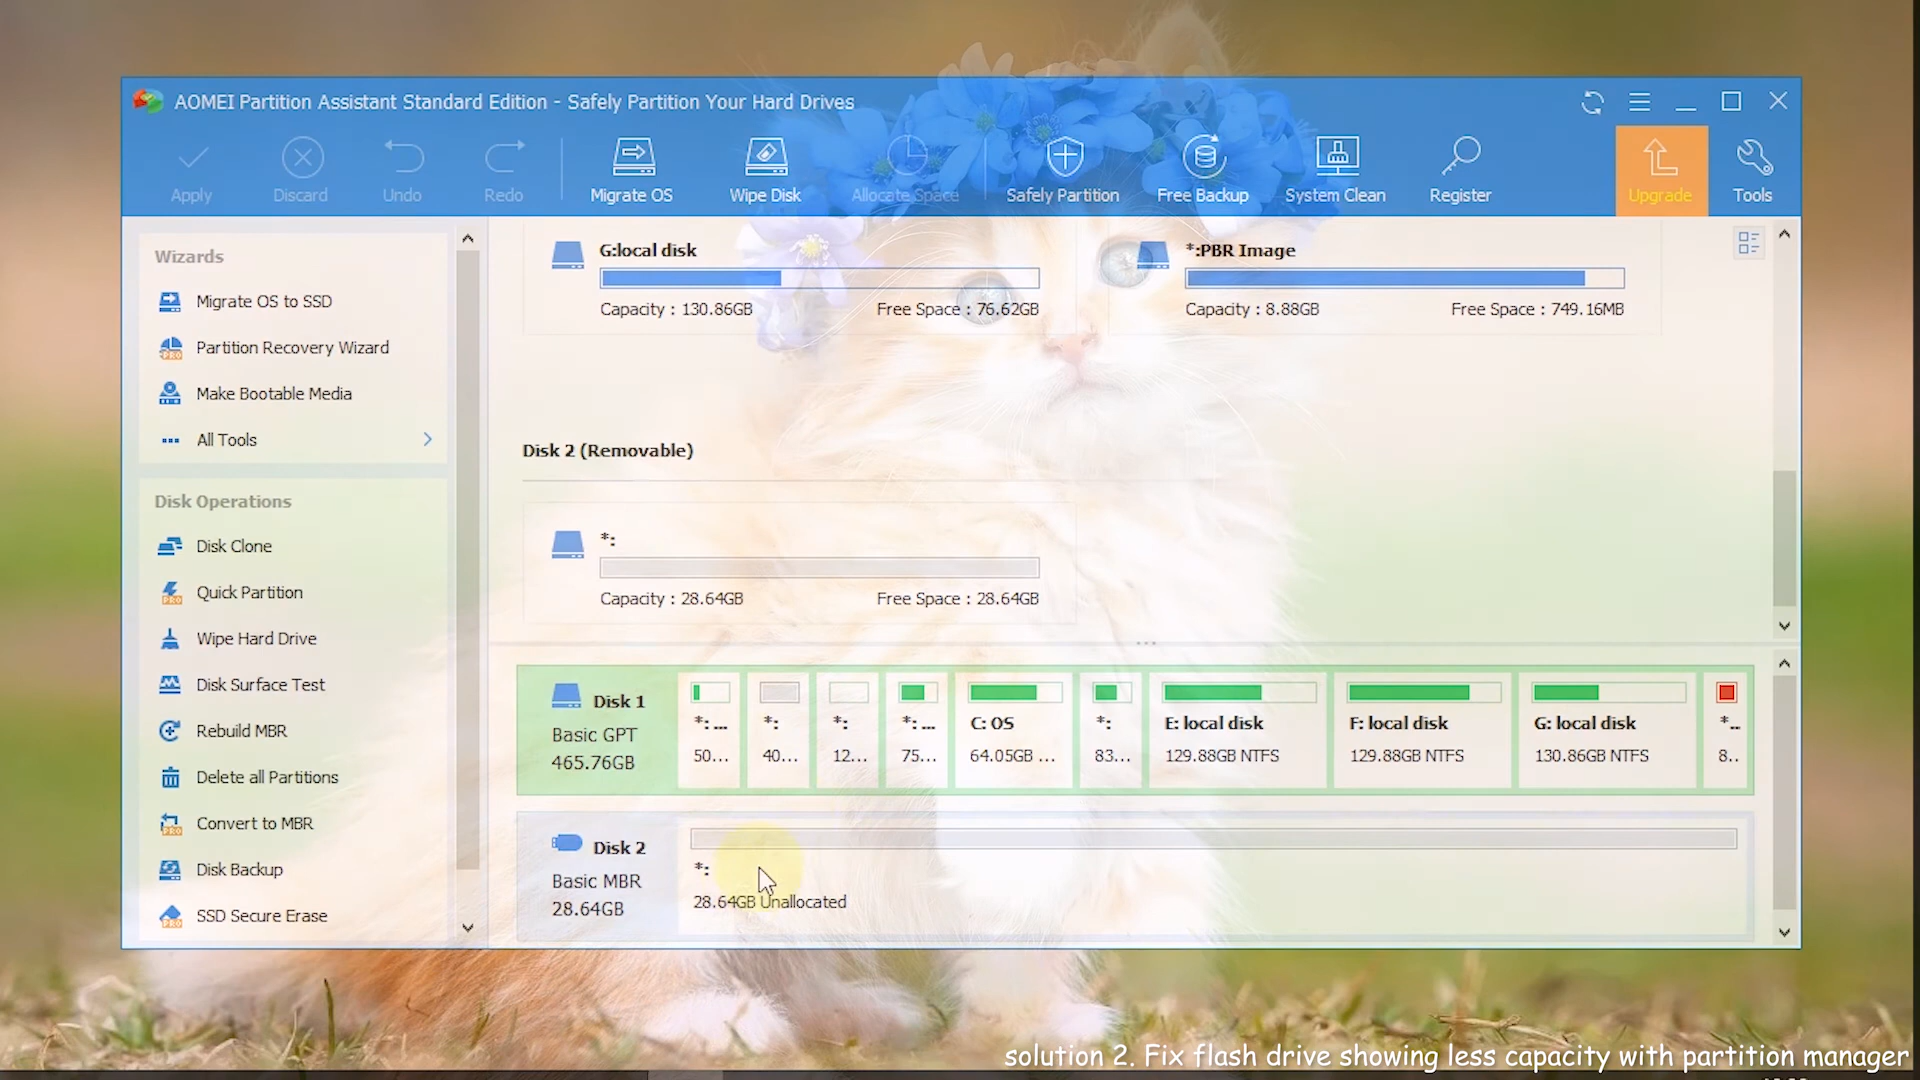 AOMEI Partition Assistant Standard Edition - Safely Partition Your Hard Drives
Apply
Discard
Undo
Redo
Migrate OS
Wipe Disk
Allocate Space
Safely Partition
Free Backup
System Clean
Register
Upgrade
Tools
Wizards
Migrate OS to SSD
Partition Recovery Wizard
PRO
Make Bootable Media
All Tools
Disk Operations
Disk Clone
Quick Partition
PRO
Wipe Hard Drive
Disk Surface Test
Rebuild MBR
Delete all Partitions
Convert to MBR
PRO
Disk Backup
SSD Secure Erase
PRO
G:local disk
Capacity : 130.86GB Free Space : 76.62GB
*:PBR Image
Capacity : 8.88GB Free Space : 749.16MB
Disk 2 (Removable)
*:
Capacity : 28.64GB Free Space : 28.64GB
Disk 1
Basic GPT
465.76GB
*: ...
50...
*:
40...
*:
12...
*: ...
75...
C: OS
64.05GB ...
*:
83...
E: local disk
129.88GB NTFS
F: local disk
129.88GB NTFS
G: local disk
130.86GB NTFS
*..
8..
Disk 2
Basic MBR
28.64GB
*:
28.64GB Unallocated
solution 2. Fix flash drive showing less capacity with partition manager